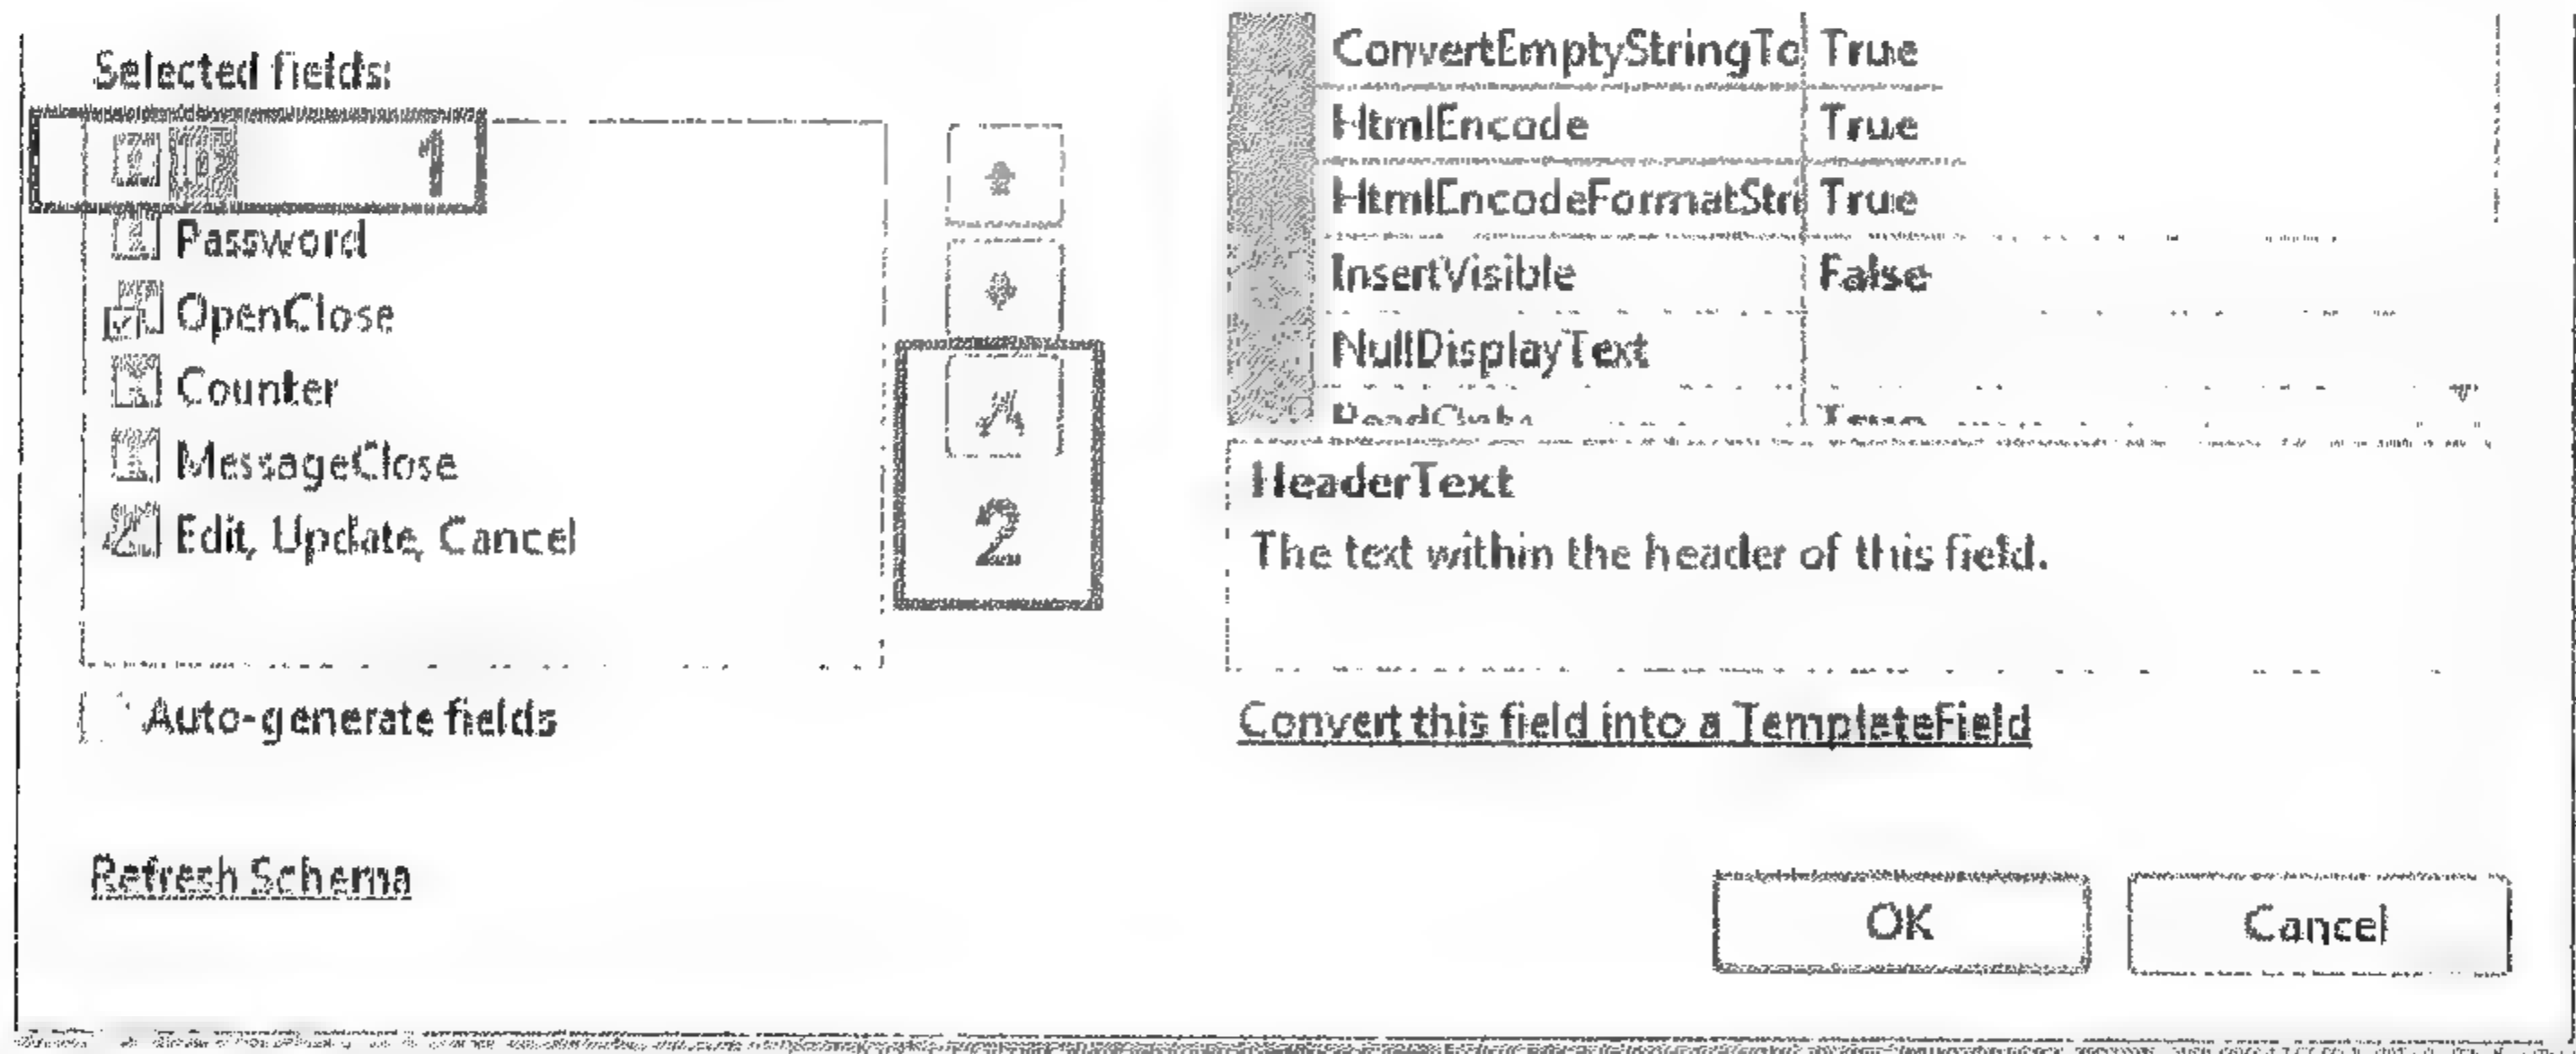 Selected fields:
1
Password
OpenClose
Counter
MessageClose
Edit, Update, Cancel
2
Auto-generate fields
Refresh Schema
ConvertEmptyStringTo True
HtmlEncode True
HtmlEncodeFormatStri True
InsertVisible False
NullDisplayText
HeaderText
The text within the header of this field.
Convert this field into a TemplateField
OK
Cancel